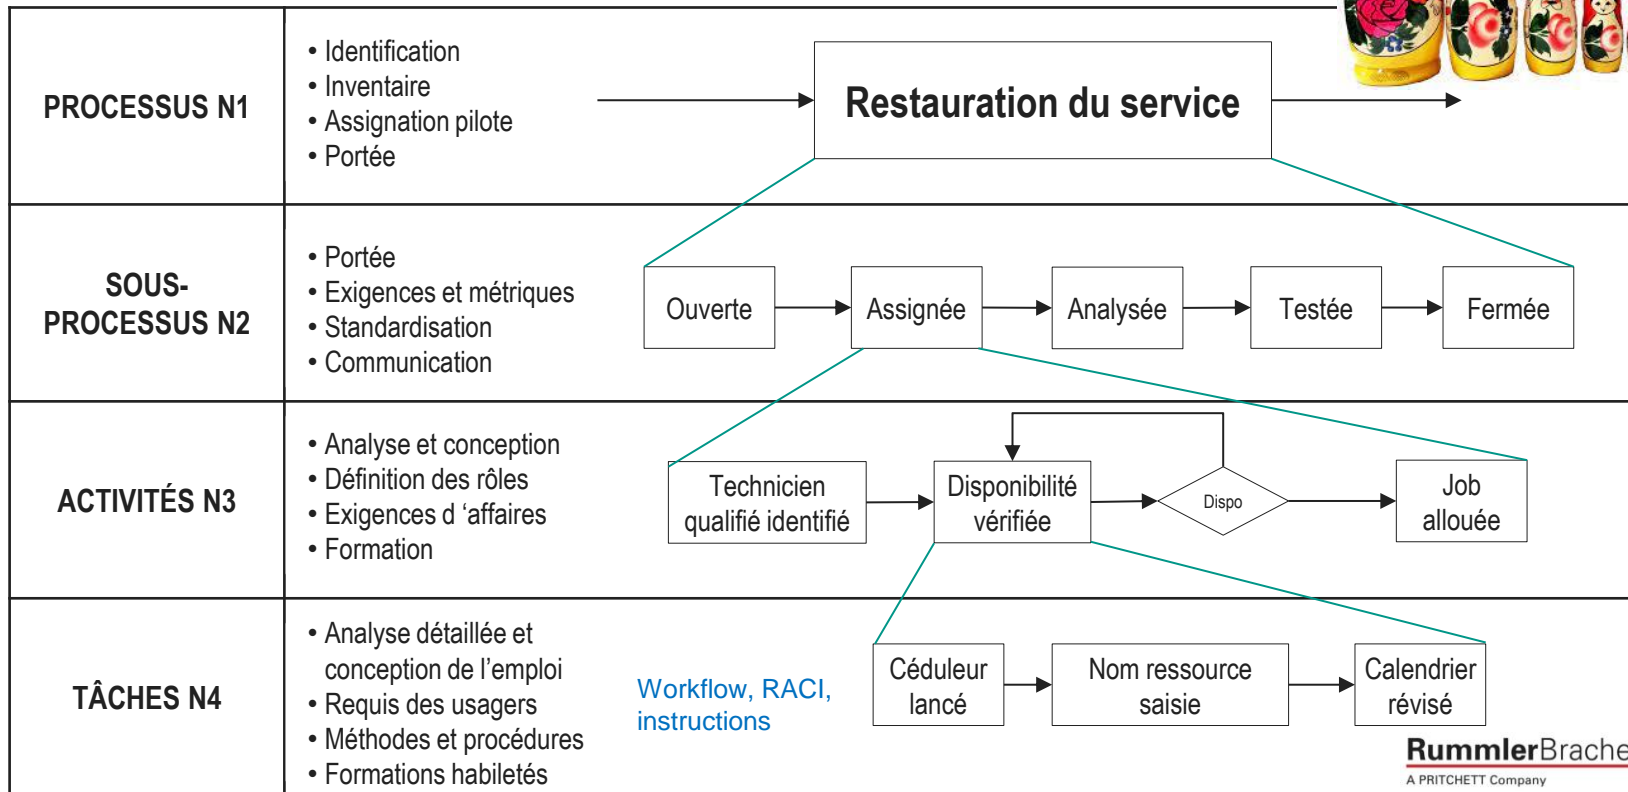 PROCESSUS N1
• Identification
• Inventaire
• Assignation pilote
• Portée
Restauration du service
SOUS-
PROCESSUS N2
• Portée
• Exigences et métriques
• Standardisation
• Communication
Ouverte
Assignée
Analysée
Testée
Fermée
ACTIVITÉS N3
• Analyse et conception
• Définition des rôles
• Exigences d ‘affaires
• Formation
Technicien
qualifié identifié
Disponibilité
vérifiée
Dispo
Job
allouée
TÂCHES N4
• Analyse détaillée et
conception de l’emploi
• Requis des usagers
• Méthodes et procédures
• Formations habiletés
Workflow, RACI,
instructions
Céduleur
lancé
Nom ressource
saisie
Calendrier
révisé
RummlerBrache
A PRITCHETT Company